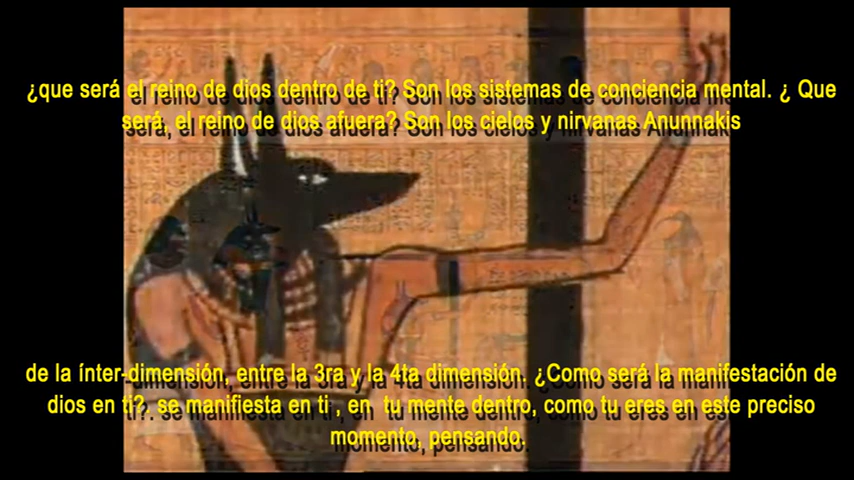 ¿que será el reino de dios dentro de ti? Son los sistemas de conciencia mental. ¿ Que
será, el reino de dios afuera? Son los cielos y nirvanas Anunnakis
de la ínter-dimensión, entre la 3ra y la 4ta dimensión. ¿Como será la manifestación de
dios en ti?. se manifiesta en ti , en tu mente dentro, como tu eres en este preciso
momento, pensando.